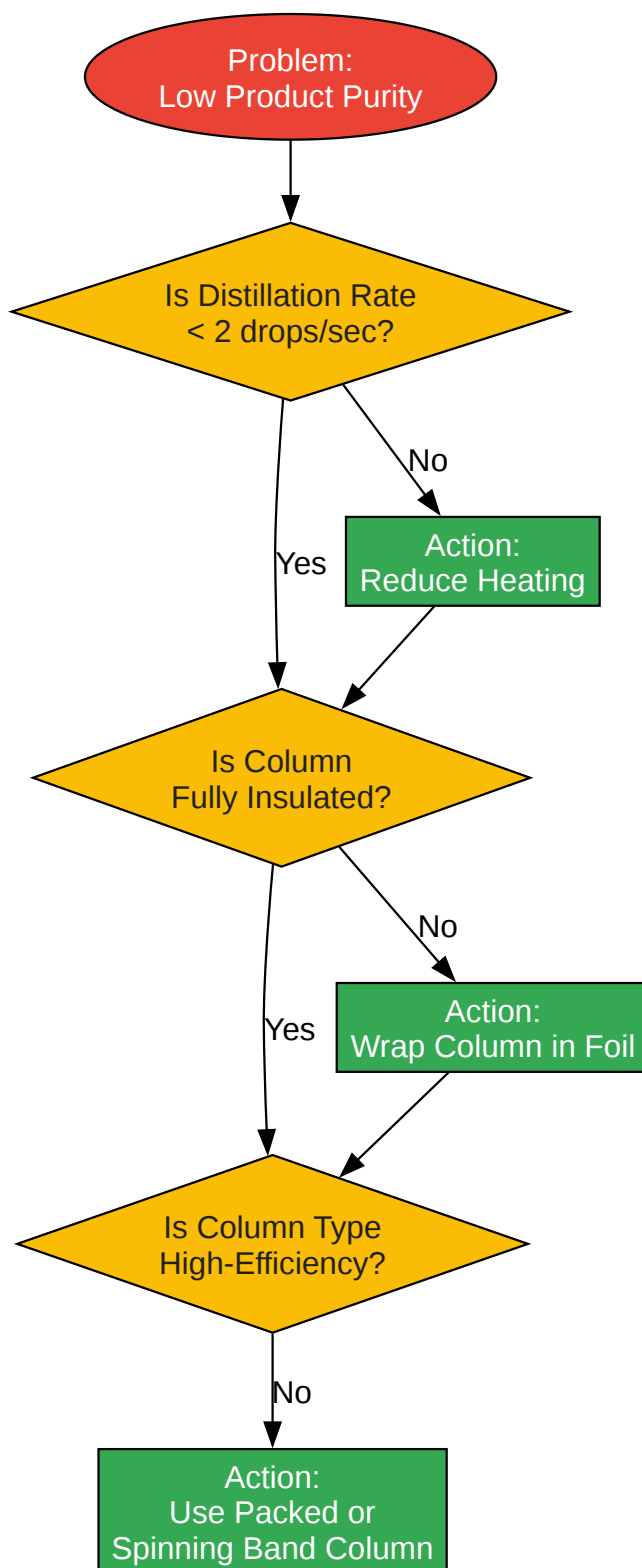 Problem:
Low Product Purity
Is Distillation Rate
< 2 drops/sec?
No
Action:
Reduce Heating
Yes
Is Column
Fully Insulated?
No
Action:
Wrap Column in Foil
Yes
Is Column Type
High-Efficiency?
No
Action:
Use Packed or
Spinning Band Column